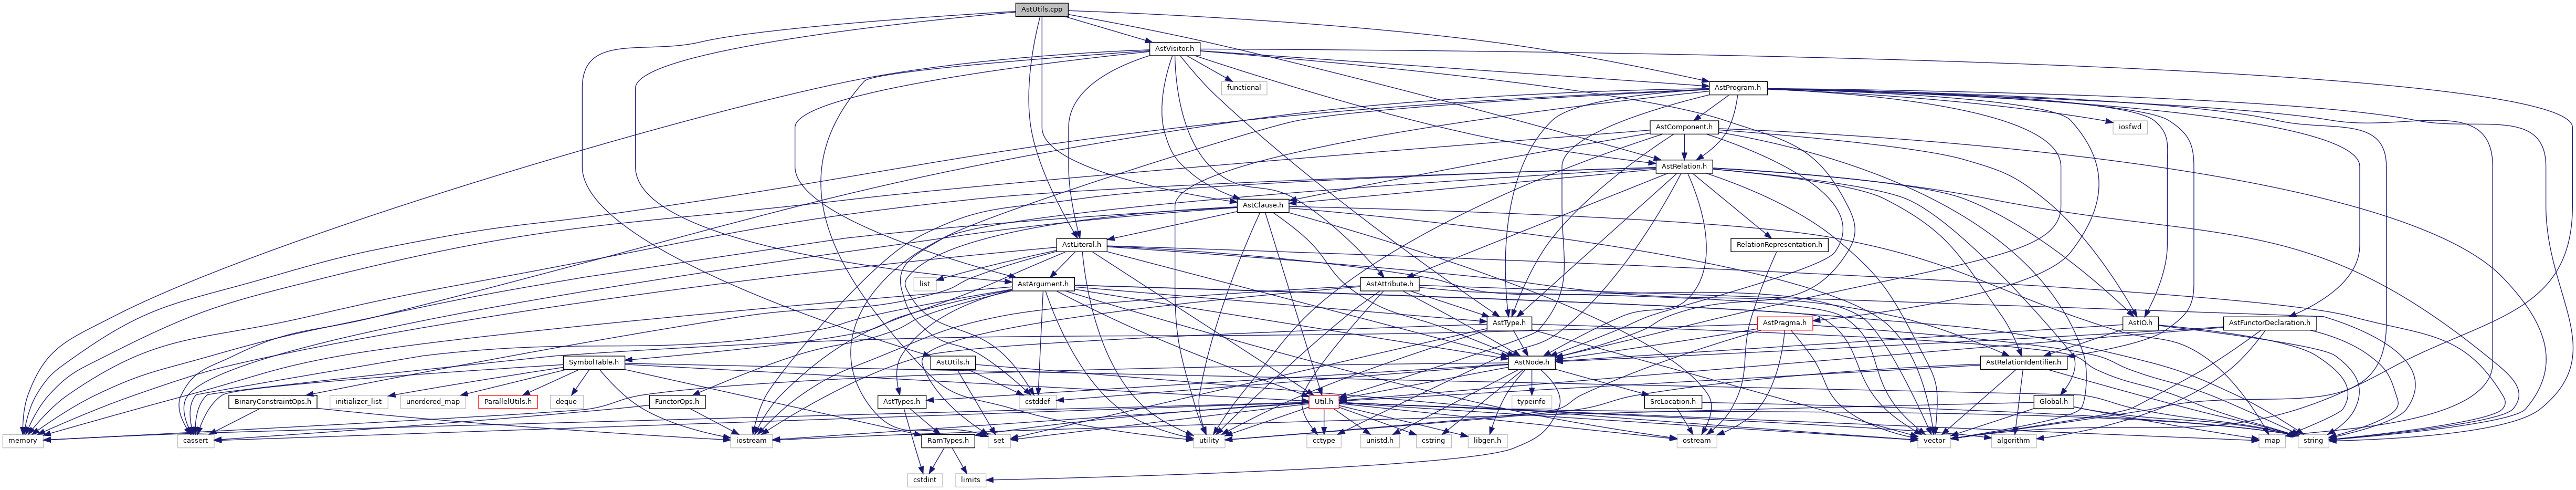 AstUtils.cpp
AstVisitor.h
functional
AstProgram.h
AstComponent.h
iosfwd
AstRelation.h
AstClause.h
AstLiteral.h
RelationRepresentation.h
list
AstArgument.h
AstAttribute.h
AstType.h
AstPragma.h
AstIO.h
AstFunctorDeclaration.h
SymbolTable.h
AstUtils.h
AstNode.h
AstRelationIdentifier.h
BinaryConstraintOps.h
initializer_list
unordered_map
ParallelUtils.h
deque
FunctorOps.h
AstTypes.h
cstddef
Util.h
typeinfo
SrcLocation.h
Global.h
memory
cassert
iostream
RamTypes.h
set
utility
cctype
unistd.h
cstring
libgen.h
ostream
vector
algorithm
map
string
cstdint
limits